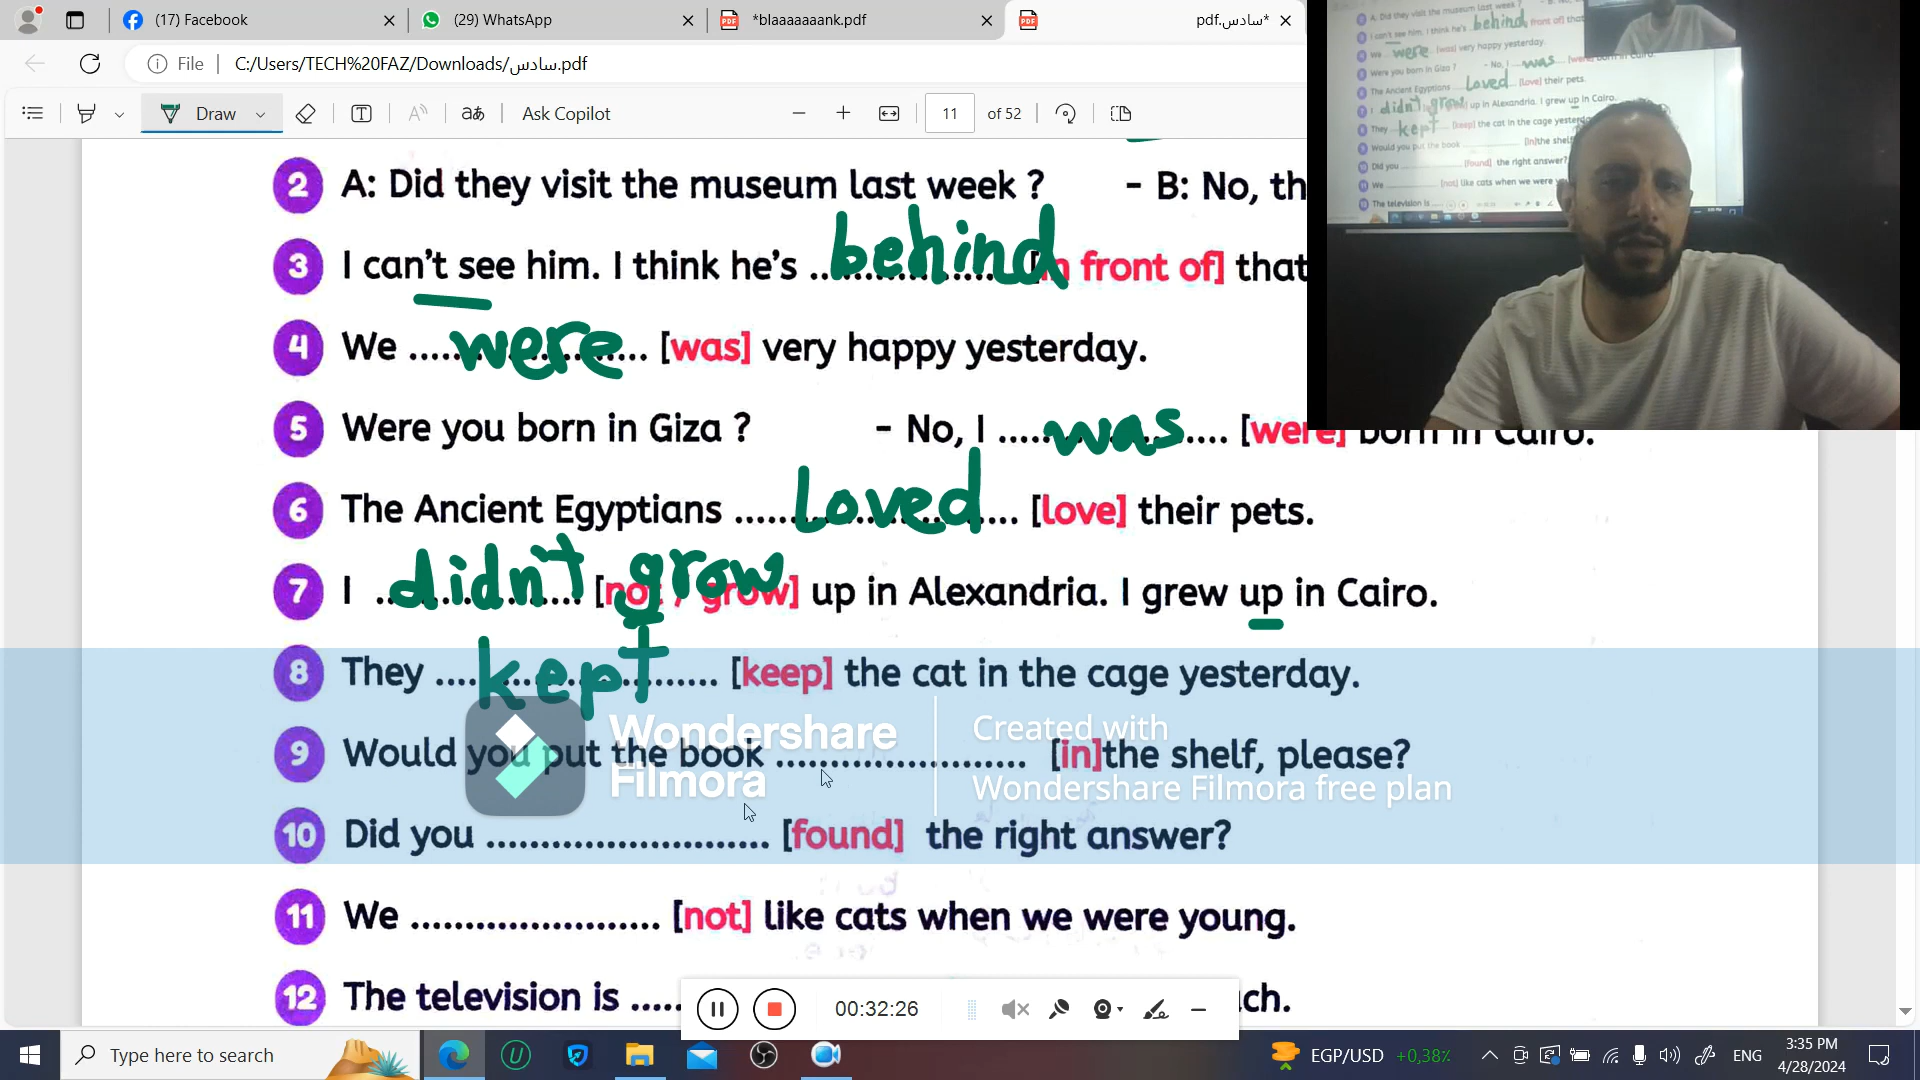 (17) Facebook
(29) WhatsApp
*blaaaaaaank.pdf
*سادس.pdf
File
C:/Users/TECH%20FAZ/Downloads/سادس.pdf
Draw
Ask Copilot
11
of 52
2 A: Did they visit the museum last week ? - B: No, th
3 I can't see him. I think he's behind [in front of] that
4 We were [was] very happy yesterday.
5 Were you born in Giza ? - No, I was [were] born in Cairo.
6 The Ancient Egyptians Loved [love] their pets.
7 I didn't grow [not / grow] up in Alexandria. I grew up in Cairo.
8 They kept [keep] the cat in the cage yesterday.
9 Would you put the book ....................... [in]the shelf, please?
10 Did you .......................... [found] the right answer?
11 We ....................... [not] like cats when we were young.
12 The television is ..... ch.
Wondershare
Filmora
Created with
Wondershare Filmora free plan
00:32:26
Type here to search
EGP/USD +0,38%
ENG
3:35 PM
4/28/2024